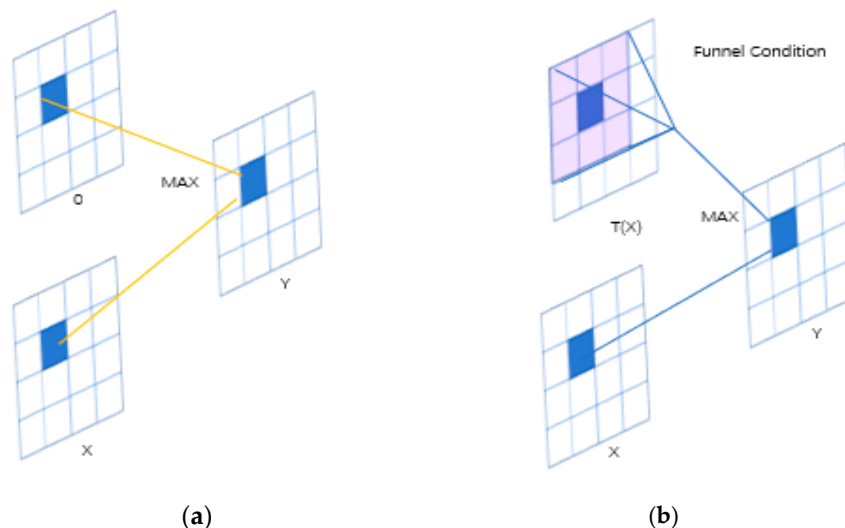 0
MAX
Y
X
(a)
Funnel Condition
T(X)
MAX
Y
X
(b)